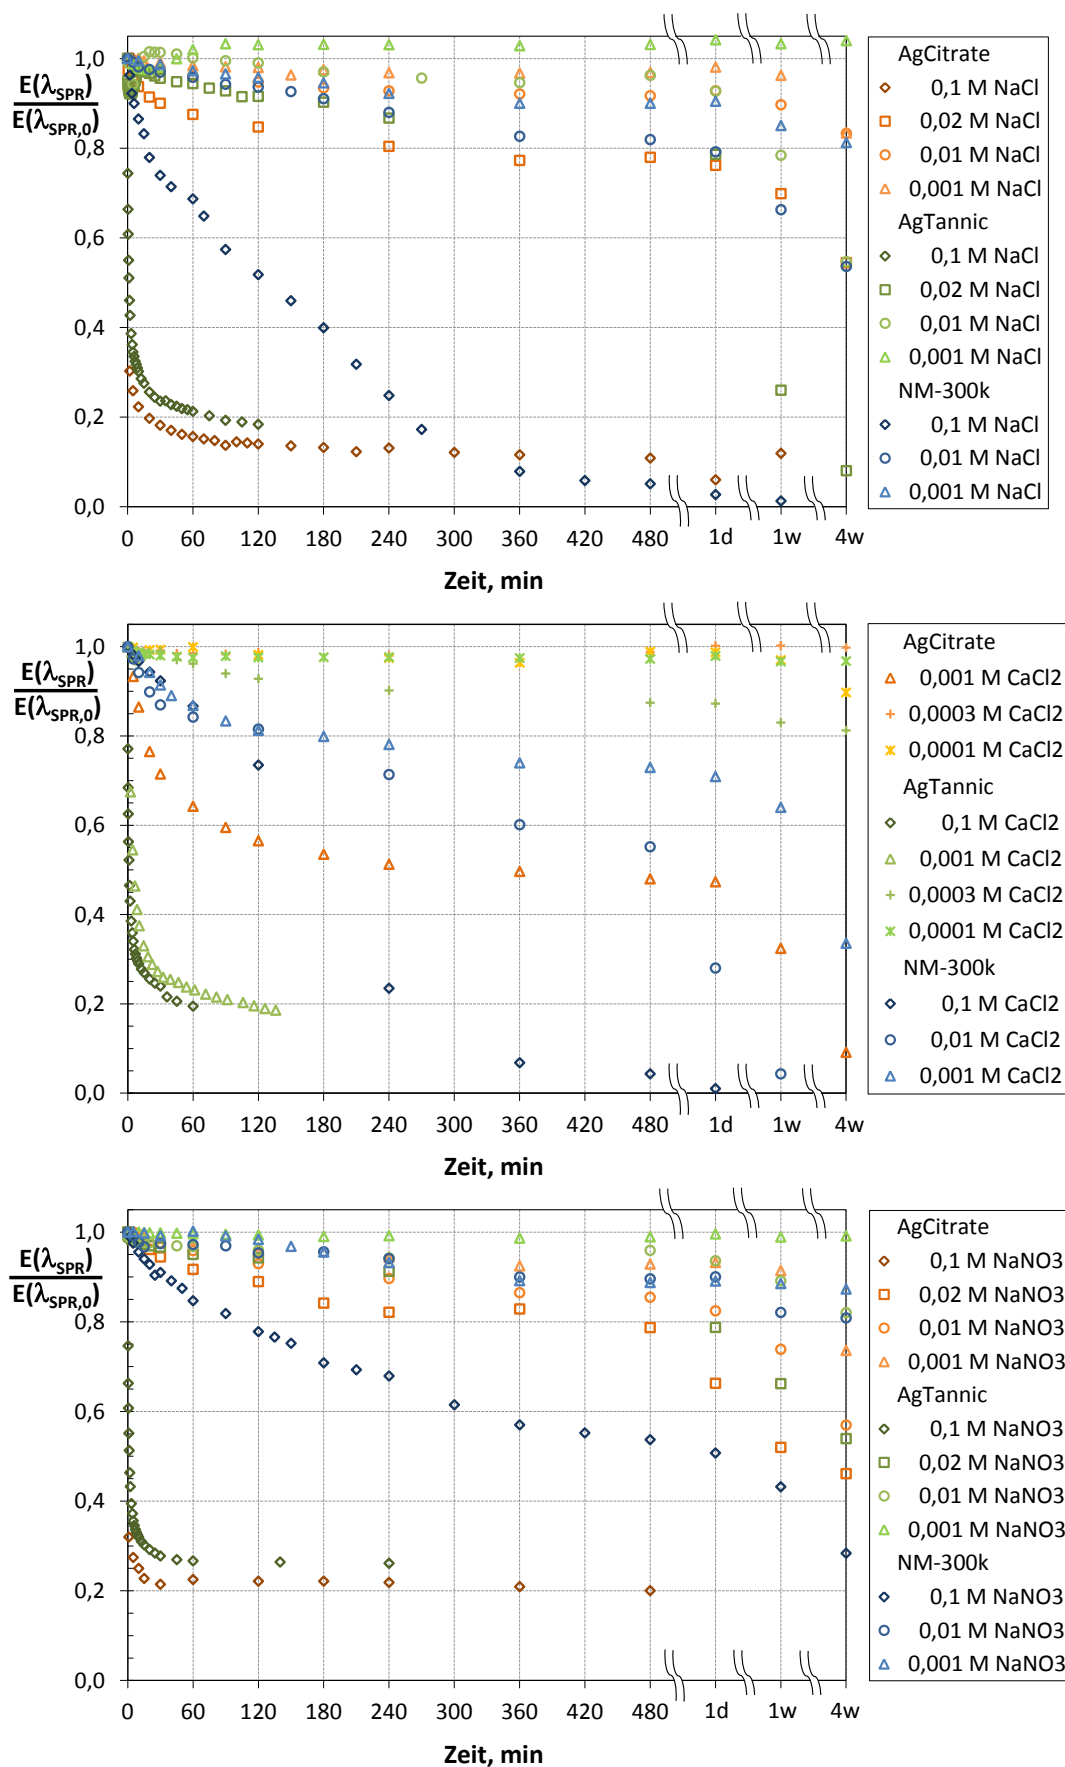 E(λSPR)
E(λSPR,0)
1,0
0,8
0,6
0,4
0,2
0,0
0 60 120 180 240 300 360 420 480 1d 1w 4w
Zeit, min
AgCitrate
0,1 M NaCl
0,02 M NaCl
0,01 M NaCl
0,001 M NaCl
AgTannic
0,1 M NaCl
0,02 M NaCl
0,01 M NaCl
0,001 M NaCl
NM-300k
0,1 M NaCl
0,01 M NaCl
0,001 M NaCl
E(λSPR)
E(λSPR,0)
1,0
0,8
0,6
0,4
0,2
0,0
0 60 120 180 240 300 360 420 480 1d 1w 4w
Zeit, min
AgCitrate
0,001 M CaCl2
0,0003 M CaCl2
0,0001 M CaCl2
AgTannic
0,1 M CaCl2
0,001 M CaCl2
0,0003 M CaCl2
0,0001 M CaCl2
NM-300k
0,1 M CaCl2
0,01 M CaCl2
0,001 M CaCl2
E(λSPR)
E(λSPR,0)
1,0
0,8
0,6
0,4
0,2
0,0
0 60 120 180 240 300 360 420 480 1d 1w 4w
Zeit, min
AgCitrate
0,1 M NaNO3
0,02 M NaNO3
0,01 M NaNO3
0,001 M NaNO3
AgTannic
0,1 M NaNO3
0,02 M NaNO3
0,01 M NaNO3
0,001 M NaNO3
NM-300k
0,1 M NaNO3
0,01 M NaNO3
0,001 M NaNO3